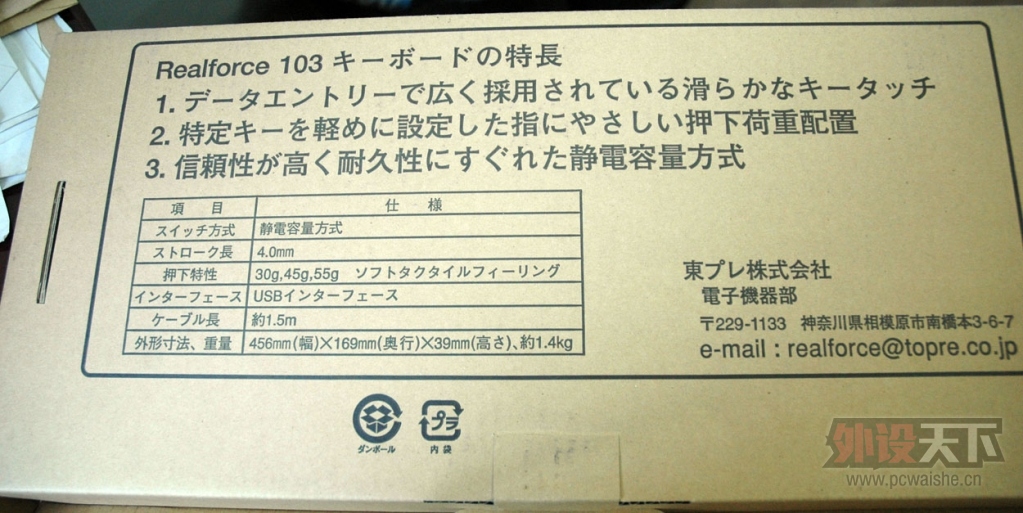 Realforce 103 キーボードの特長
1. データエントリーで広く採用されている滑らかなキータッチ
2. 特定キーを軽めに設定した指にやさしい押下荷重配置
3. 信頼性が高く耐久性にすぐれた静電容量方式
項 目 仕 様
スイッチ方式 静電容量方式
ストローク長 4.0mm
押下特性 30g,45g,55g ソフトタクタイルフィーリング
インターフェース USBインターフェース
ケーブル長 約1.5m
外形寸法、重量 456mm(幅)×169mm(奥行)×39mm(高さ)、約1.4kg
東プレ株式会社
電子機器部
〒229-1133 神奈川県相模原市南橋本3-6-7
e-mail : realforce@topre.co.jp
ダンボール
プラ
内袋
外设天下
www.pcwaishe.cn